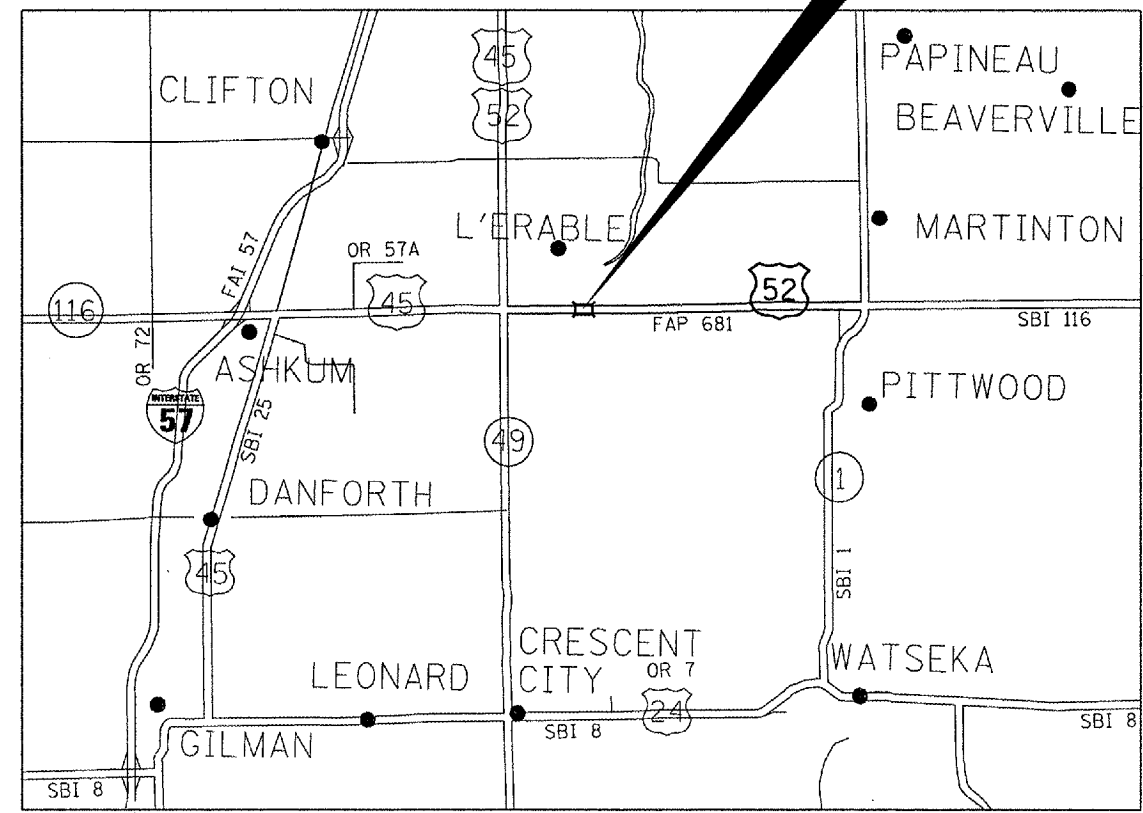 45
PAPINEAU
CLIFTON
52
BEAVERVILLE
L'ERABLE
MARTINTON
OR 57A
FAI 57
116
45
52
FAP 681
SBI 116
OR 72
ASHKUM
INTERSTATE
57
PITTWOOD
SBI 25
49
1
DANFORTH
45
SBI 1
CRESCENT
CITY
OR 7
WATSEKA
LEONARD
24
SBI 8
SBI 8
GILMAN
SBI 8